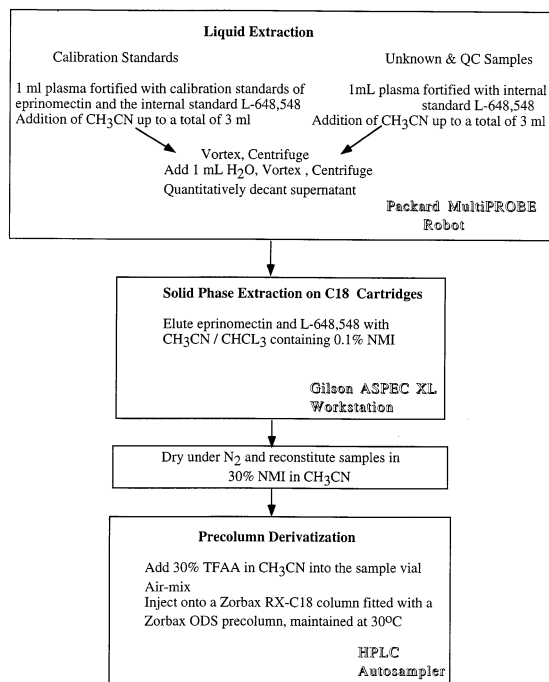 Liquid Extraction
Calibration Standards
1 ml plasma fortified with calibration standards of
eprinomectin and the internal standard L-648,548
Addition of CH₃CN up to a total of 3 ml
Unknown & QC Samples
1mL plasma fortified with internal
standard L-648,548
Addition of CH₃CN up to a total of 3 ml
Vortex, Centrifuge
Add 1 mL H₂O, Vortex , Centrifuge
Quantitatively decant supernatant
Packard MultiPROBE
Robot
Solid Phase Extraction on C18 Cartridges
Elute eprinomectin and L-648,548 with
CH₃CN / CHCL₃ containing 0.1% NMI
Gilson ASPEC XL
Workstation
Dry under N₂ and reconstitute samples in
30% NMI in CH₃CN
Precolumn Derivatization
Add 30% TFAA in CH₃CN into the sample vial
Air-mix
Inject onto a Zorbax RX-C18 column fitted with a
Zorbax ODS precolumn, maintained at 30ºC
HPLC
Autosampler